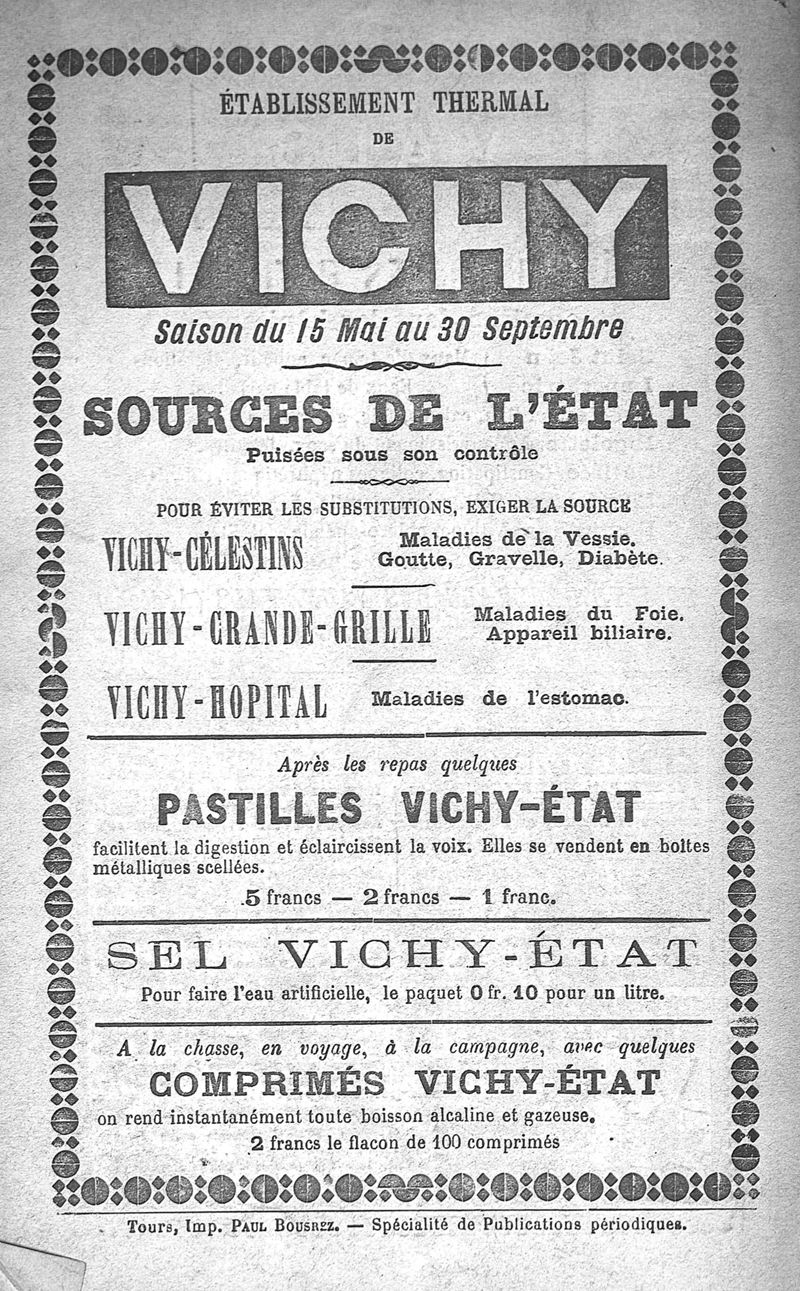 ÉTABLISSEMENT THERMAL
DE
VICHY
Saison du 15 Mai au 30 Septembre
SOURCES DE L'ÉTAT
Puisées sous son contrôle
POUR ÉVITER LES SUBSTITUTIONS, EXIGER LA SOURCE
VICHY-CÉLESTINS
Maladies de la Vessie.
Goutte, Gravelle, Diabète.
VICHY-GRANDE-GRILLE
Maladies du Foie.
Appareil biliaire.
VICHY-HOPITAL
Maladies de l'estomac.
Après les repas quelques
PASTILLES VICHY-ÉTAT
facilitent la digestion et éclaircissent la voix. Elles se vendent en boîtes
métalliques scellées.
5 francs — 2 francs — 1 franc.
SEL VICHY-ÉTAT
Pour faire l'eau artificielle, le paquet 0 fr. 10 pour un litre.
A la chasse, en voyage, à la campagne, avec quelques
COMPRIMÉS VICHY-ÉTAT
on rend instantanément toute boisson alcaline et gazeuse.
2 francs le flacon de 100 comprimés
Tours, Imp. PAUL BOUSREZ. — Spécialité de Publications périodiques.